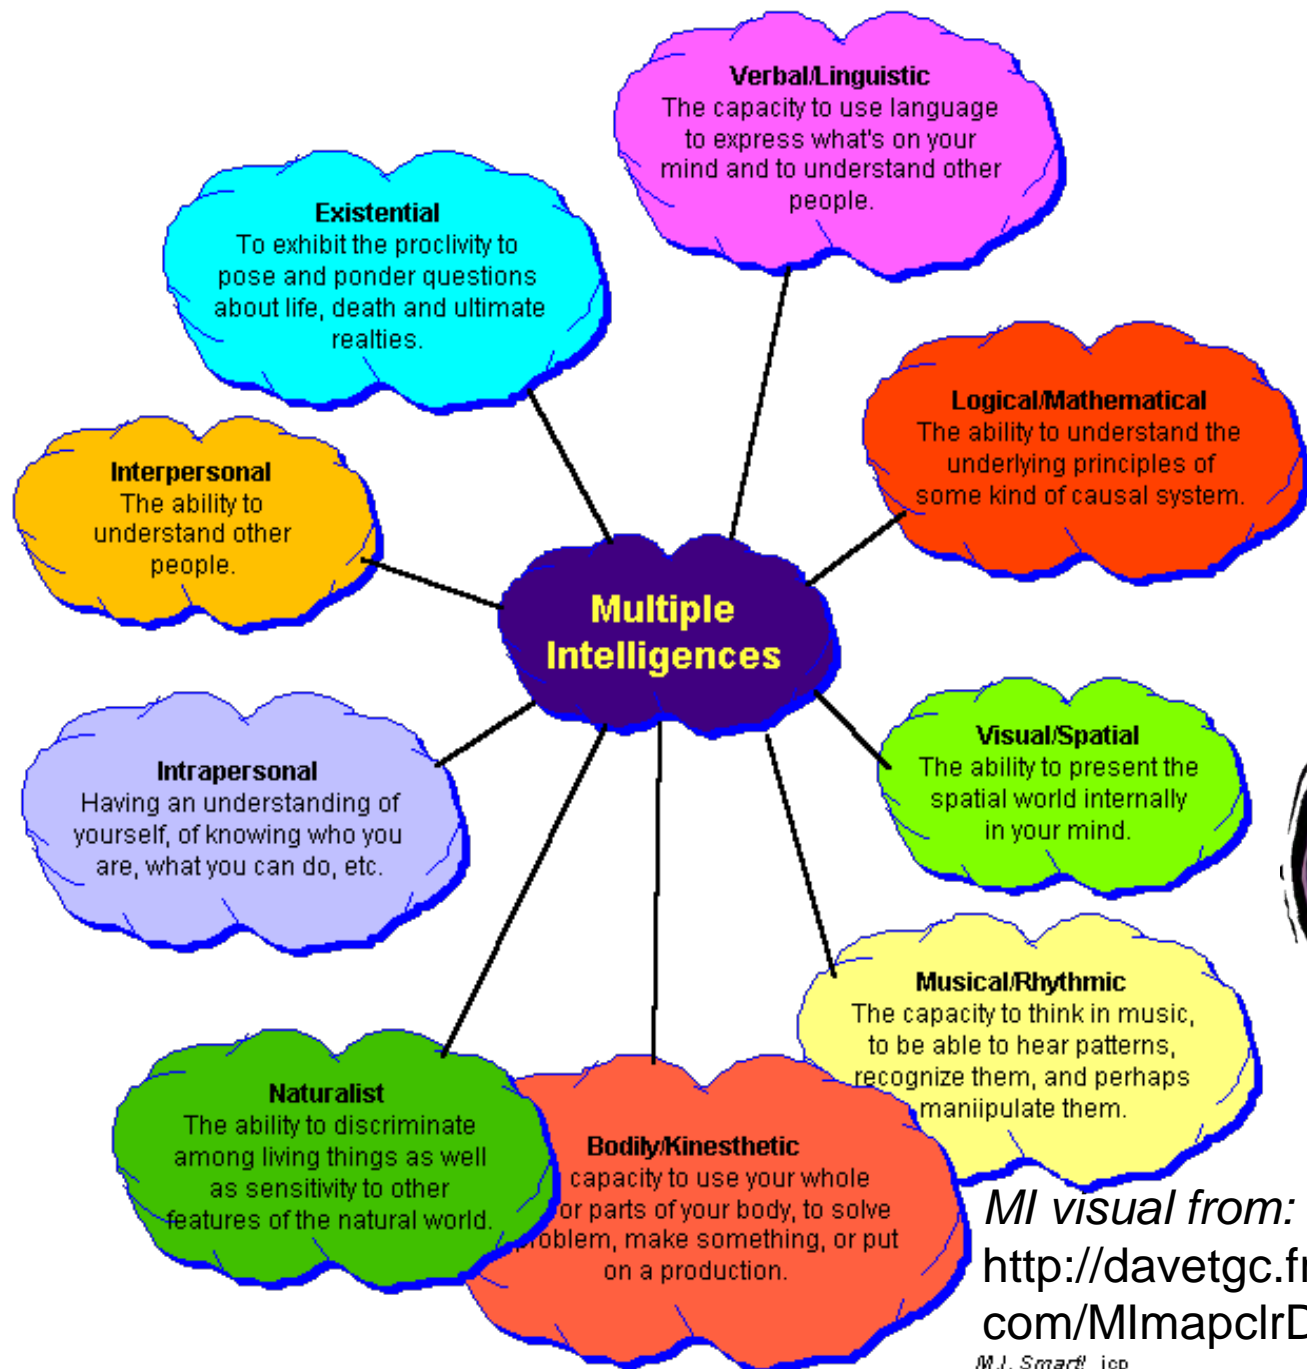 Verbal/Linguistic
The capacity to use language
to express what's on your
mind and to understand other
people.
Existential
To exhibit the proclivity to
pose and ponder questions
about life, death and ultimate
realties.
Logical/Mathematical
The ability to understand the
underlying principles of
some kind of causal system.
Interpersonal
The ability to
understand other
people.
Multiple
Intelligences
Visual/Spatial
The ability to present the
spatial world internally
in your mind.
Intrapersonal
Having an understanding of
yourself, of knowing who you
are, what you can do, etc.
Musical/Rhythmic
The capacity to think in music,
to be able to hear patterns,
recognize them, and perhaps
maniipulate them.
Naturalist
The ability to discriminate
among living things as well
as sensitivity to other
features of the natural world.
Bodily/Kinesthetic
capacity to use your whole
or parts of your body, to solve
problem, make something, or put
on a production.
MI visual from:
http://davetgc.fr
com/MImapclrD
M.I. Smart! jcp